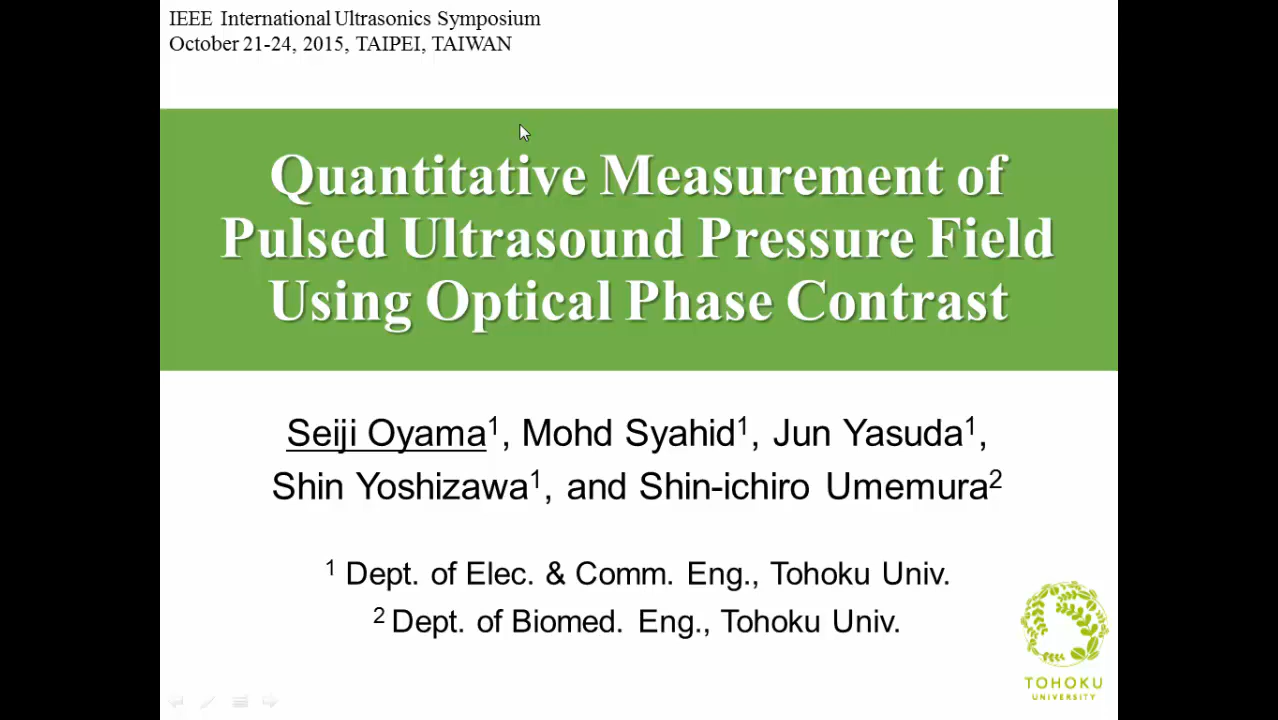 IEEE International Ultrasonics Symposium
October 21-24, 2015, TAIPEI, TAIWAN
Quantitative Measurement of
Pulsed Ultrasound Pressure Field
Using Optical Phase Contrast
Seiji Oyama¹, Mohd Syahid¹, Jun Yasuda¹,
Shin Yoshizawa¹, and Shin-ichiro Umemura²
¹ Dept. of Elec. & Comm. Eng., Tohoku Univ.
² Dept. of Biomed. Eng., Tohoku Univ.
TOHOKU
UNIVERSITY